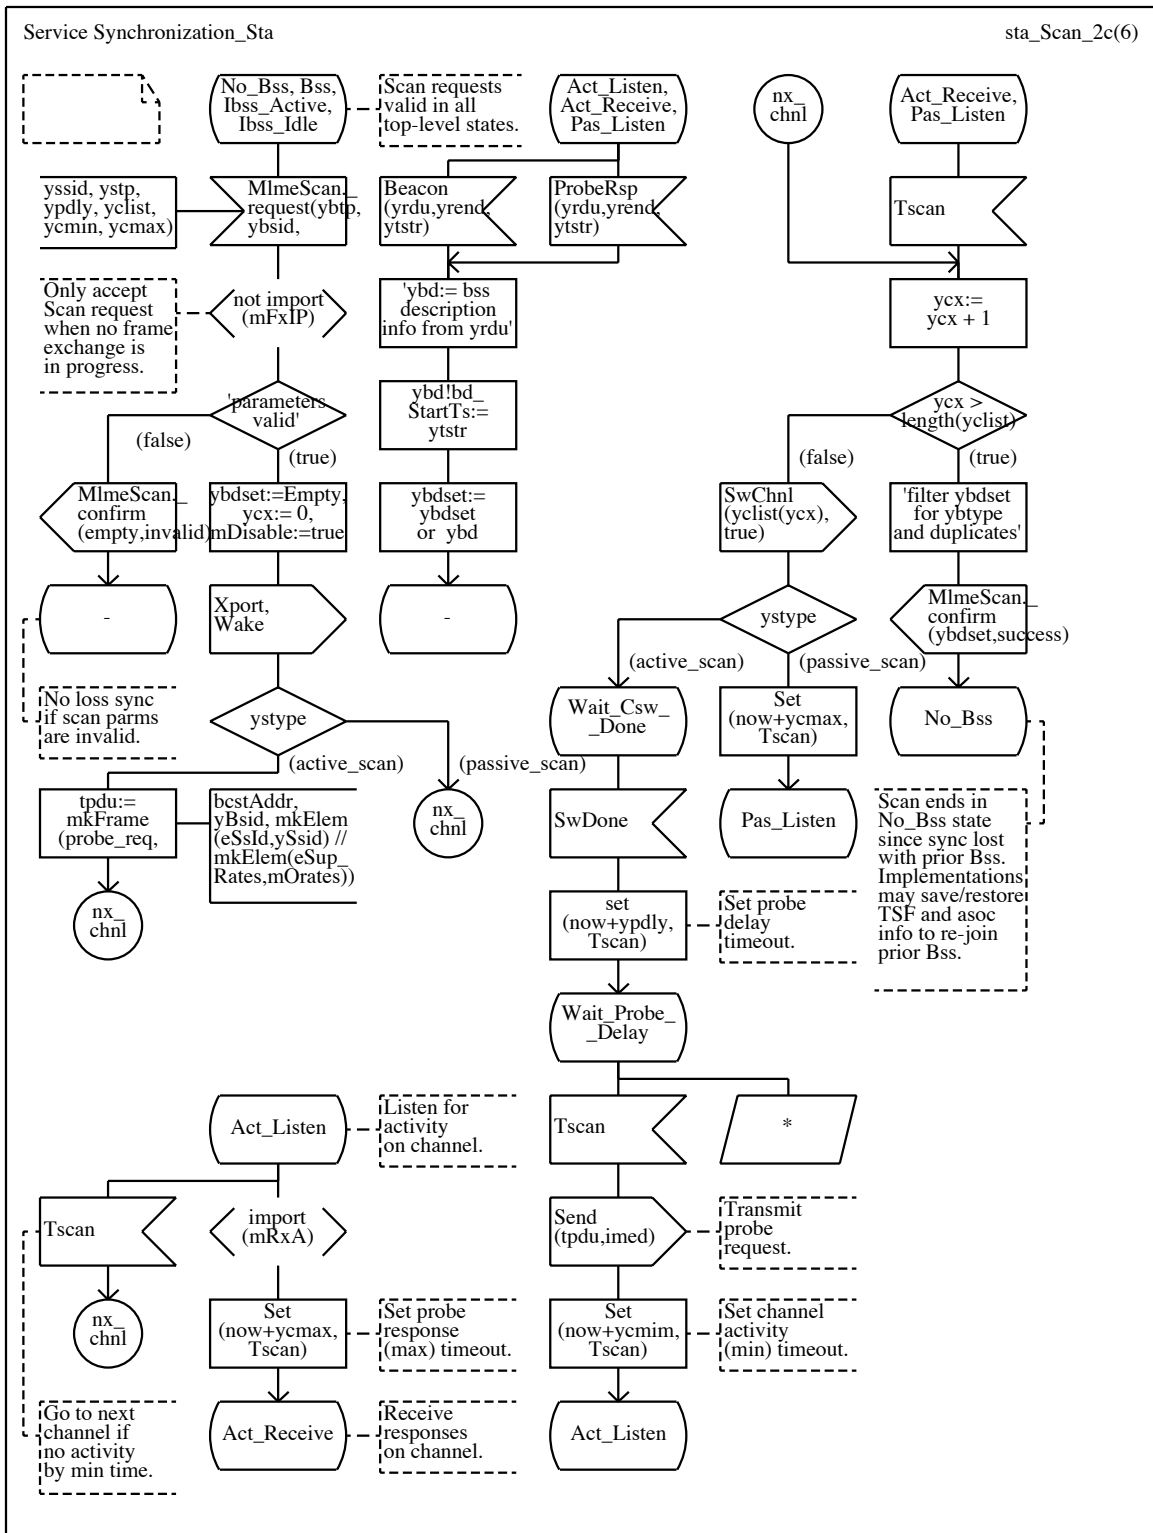 Service Synchronization_Sta
sta_Scan_2c(6)
No_Bss, Bss,
Ibss_Active,
Ibss_Idle
Scan requests
valid in all
top-level states.
Act_Listen,
Act_Receive,
Pas_Listen
nx_
chnl
Act_Receive,
Pas_Listen
yssid, ystp,
ypdly, yclist,
ycmin, ycmax)
MlmeScan._
request(ybtp,
ybsid,
Beacon
(yrdu,yrend,
ytstr)
ProbeRsp
(yrdu,yrend,
ytstr)
Tscan
Only accept
Scan request
when no frame
exchange is
in progress.
not import
(mFxIP)
'ybd:= bss
description
info from yrdu'
ycx:=
ycx + 1
'parameters
valid'
(false)
(true)
ybd!bd_
StartTs:=
ytstr
ycx >
length(yclist)
(false)
(true)
MlmeScan._
confirm
(empty,invalid)
ybdset:=Empty,
ycx:= 0,
mDisable:=true
ybdset:=
ybdset
or  ybd
SwChnl
(yclist(ycx),
true)
'filter ybdset
for ybtype
and duplicates'
-
Xport,
Wake
-
ystype
MlmeScan._
confirm
(ybdset,success)
(active_scan)
(passive_scan)
No loss sync
if scan parms
are invalid.
ystype
(active_scan)
(passive_scan)
Wait_Csw_
_Done
Set
(now+ycmax,
Tscan)
No_Bss
tpdu:=
mkFrame
(probe_req,
bcstAddr,
yBsid, mkElem
(eSsId,ySsid) //
mkElem(eSup_
Rates,mOrates))
nx_
chnl
SwDone
Pas_Listen
Scan ends in
No_Bss state
since sync lost
with prior Bss.
Implementations
may save/restore
TSF and asoc
info to re-join
prior Bss.
nx_
chnl
set
(now+ypdly,
Tscan)
Set probe
delay
timeout.
Wait_Probe_
_Delay
Act_Listen
Listen for
activity
on channel.
Tscan
*
Tscan
import
(mRxA)
Send
(tpdu,imed)
Transmit
probe
request.
nx_
chnl
Set
(now+ycmax,
Tscan)
Set probe
response
(max) timeout.
Set
(now+ycmim,
Tscan)
Set channel
activity
(min) timeout.
Go to next
channel if
no activity
by min time.
Act_Receive
Receive
responses
on channel.
Act_Listen